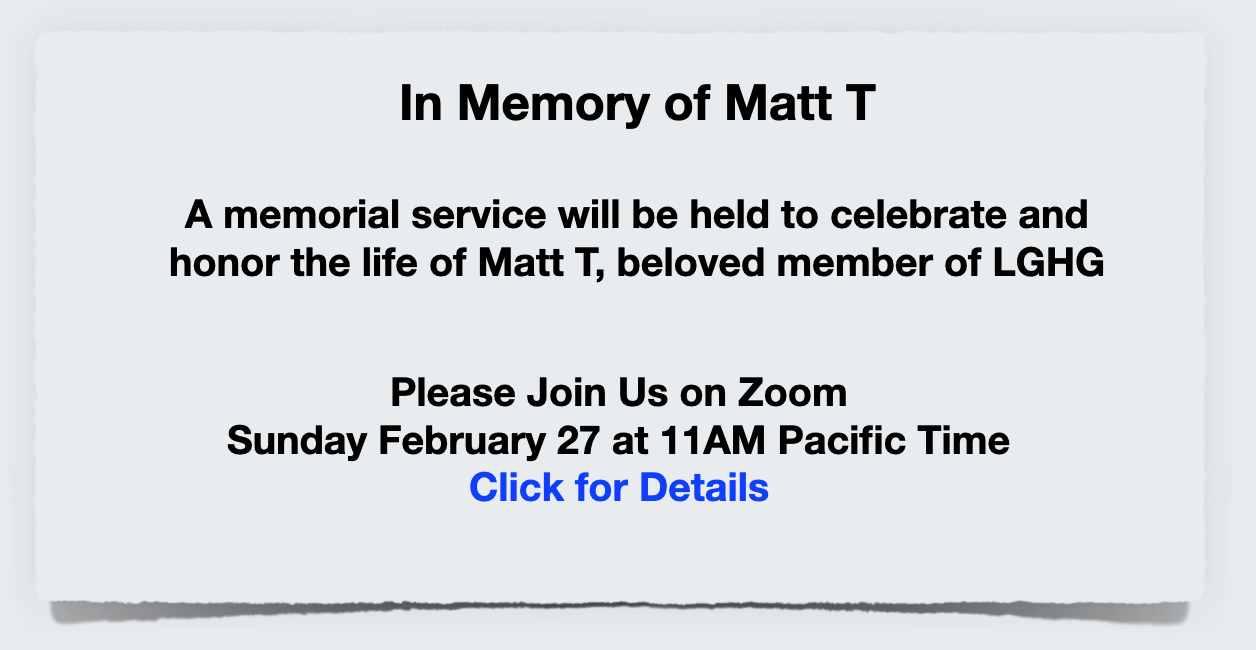 In Memory of Matt T
A memorial service will be held to celebrate and
honor the life of Matt T, beloved member of LGHG
Please Join Us on Zoom
Sunday February 27 at 11AM Pacific Time
Click for Details